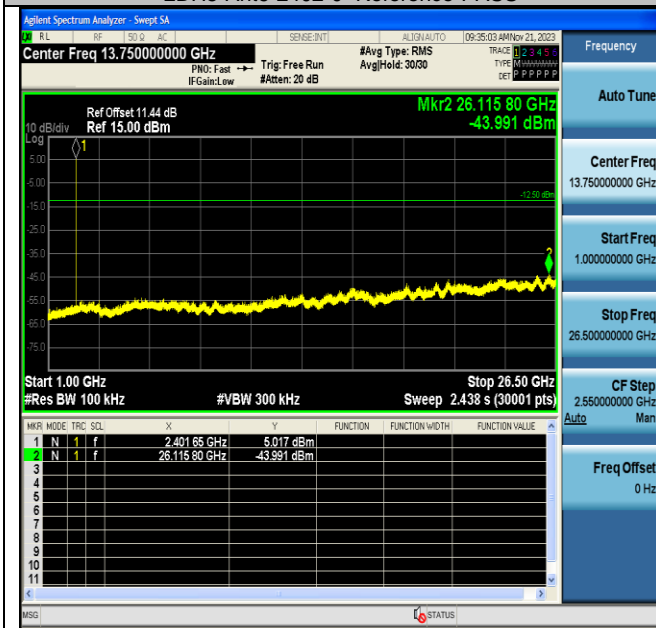 Agilent Spectrum Analyzer - Swept SA
RL RF 50 Ω AC SENSE:INT ALIGN AUTO 09:35:03 AM Nov 21, 2023
Center Freq 13.750000000 GHz
PNO: Fast Trig: Free Run
IFGain:Low #Atten: 20 dB
#Avg Type: RMS
Avg|Hold: 30/30
TRACE 1 2 3 4 5 6
TYPE M
DET P P P P P
Ref Offset 11.44 dB
10 dB/div Ref 15.00 dBm
Log
Mkr2 26.115 80 GHz
-43.991 dBm
1
5.00
-5.00
-12.50 dBm
-15.0
-25.0
-35.0
2
-45.0
-55.0
-65.0
-75.0
Start 1.00 GHz Stop 26.50 GHz
#Res BW 100 kHz #VBW 300 kHz Sweep 2.438 s (30001 pts)
MKR MODE TRC SCL X Y FUNCTION FUNCTION WIDTH FUNCTION VALUE
1 N 1 f 2.401 65 GHz 5.017 dBm
2 N 1 f 26.115 80 GHz -43.991 dBm
3
4
5
6
7
8
9
10
11
MSG STATUS
Frequency
Auto Tune
Center Freq
13.750000000 GHz
Start Freq
1.000000000 GHz
Stop Freq
26.500000000 GHz
CF Step
2.550000000 GHz
Auto Man
Freq Offset
0 Hz